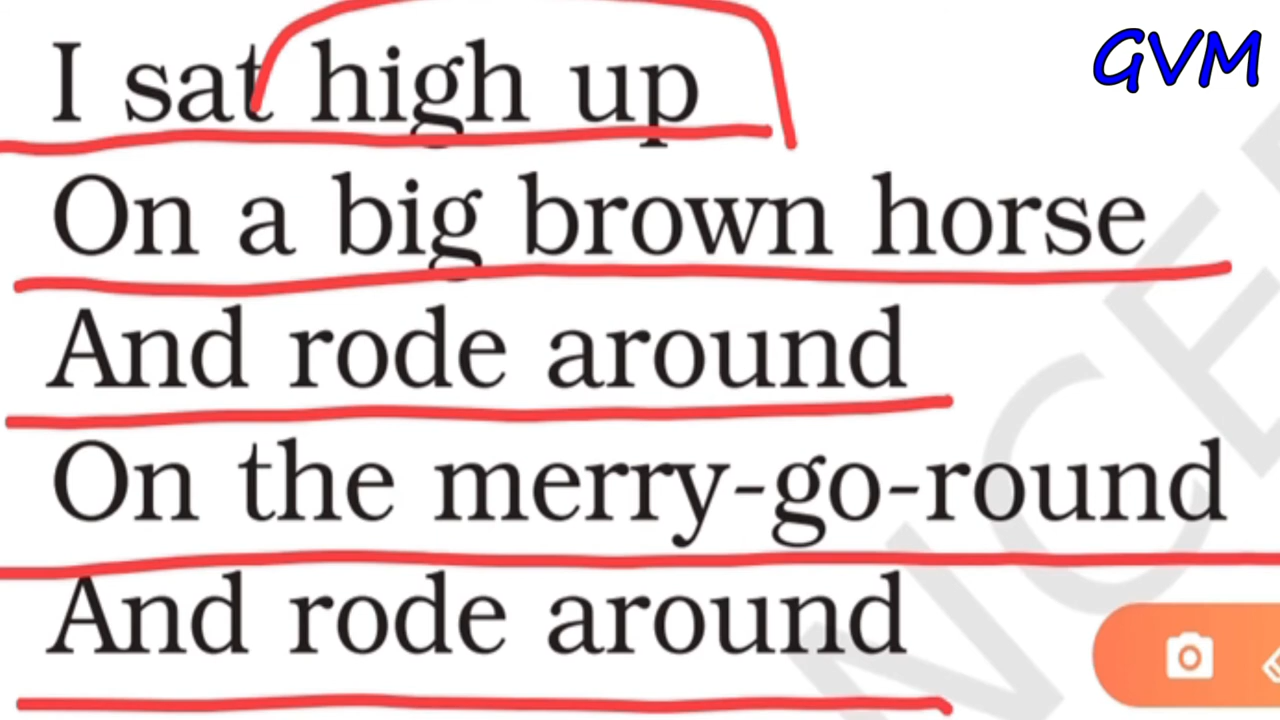 I sat high up
GVM
On a big brown horse
And rode around
On the merry-go-round
And rode around